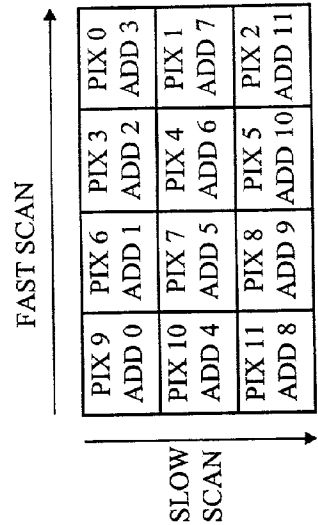 FAST SCAN
SLOW
SCAN
PIX 9 PIX 6 PIX 3 PIX 0
ADD 0 ADD 1 ADD 2 ADD 3
PIX 10 PIX 7 PIX 4 PIX 1
ADD 4 ADD 5 ADD 6 ADD 7
PIX 11 PIX 8 PIX 5 PIX 2
ADD 8 ADD 9 ADD 10 ADD 11